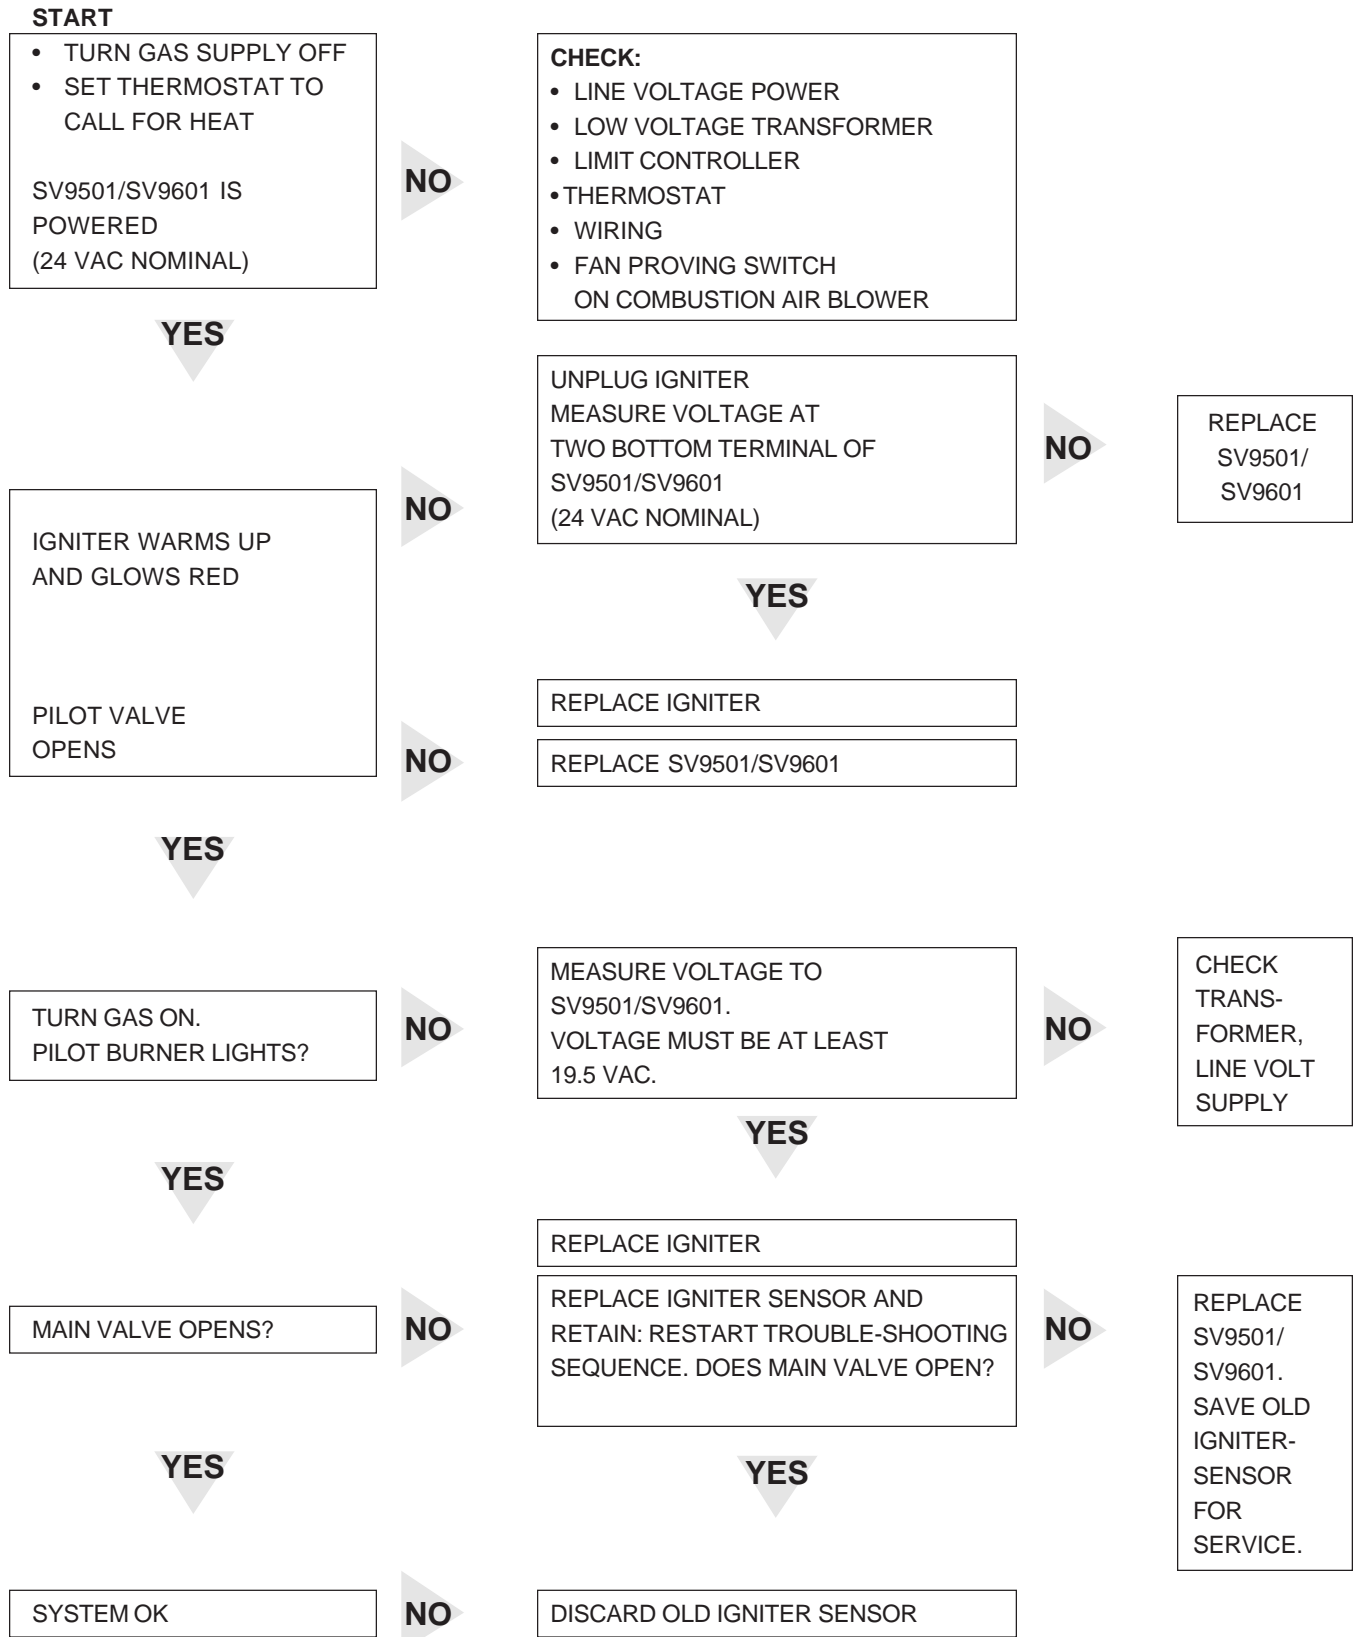 START
• TURN GAS SUPPLY OFF
• SET THERMOSTAT TO
CALL FOR HEAT
SV9501/SV9601 IS
POWERED
(24 VAC NOMINAL)
NO
CHECK:
• LINE VOLTAGE POWER
• LOW VOLTAGE TRANSFORMER
• LIMIT CONTROLLER
• THERMOSTAT
• WIRING
• FAN PROVING SWITCH
ON COMBUSTION AIR BLOWER
YES
IGNITER WARMS UP
AND GLOWS RED
NO
UNPLUG IGNITER
MEASURE VOLTAGE AT
TWO BOTTOM TERMINAL OF
SV9501/SV9601
(24 VAC NOMINAL)
NO
REPLACE
SV9501/
SV9601
YES
REPLACE IGNITER
PILOT VALVE
OPENS
NO
REPLACE SV9501/SV9601
YES
TURN GAS ON.
PILOT BURNER LIGHTS?
NO
MEASURE VOLTAGE TO
SV9501/SV9601.
VOLTAGE MUST BE AT LEAST
19.5 VAC.
NO
CHECK
TRANS-
FORMER,
LINE VOLT
SUPPLY
YES
YES
REPLACE IGNITER
MAIN VALVE OPENS?
NO
REPLACE IGNITER SENSOR AND
RETAIN: RESTART TROUBLE-SHOOTING
SEQUENCE. DOES MAIN VALVE OPEN?
NO
REPLACE
SV9501/
SV9601.
SAVE OLD
IGNITER-
SENSOR
FOR
SERVICE.
YES
YES
SYSTEM OK
NO
DISCARD OLD IGNITER SENSOR